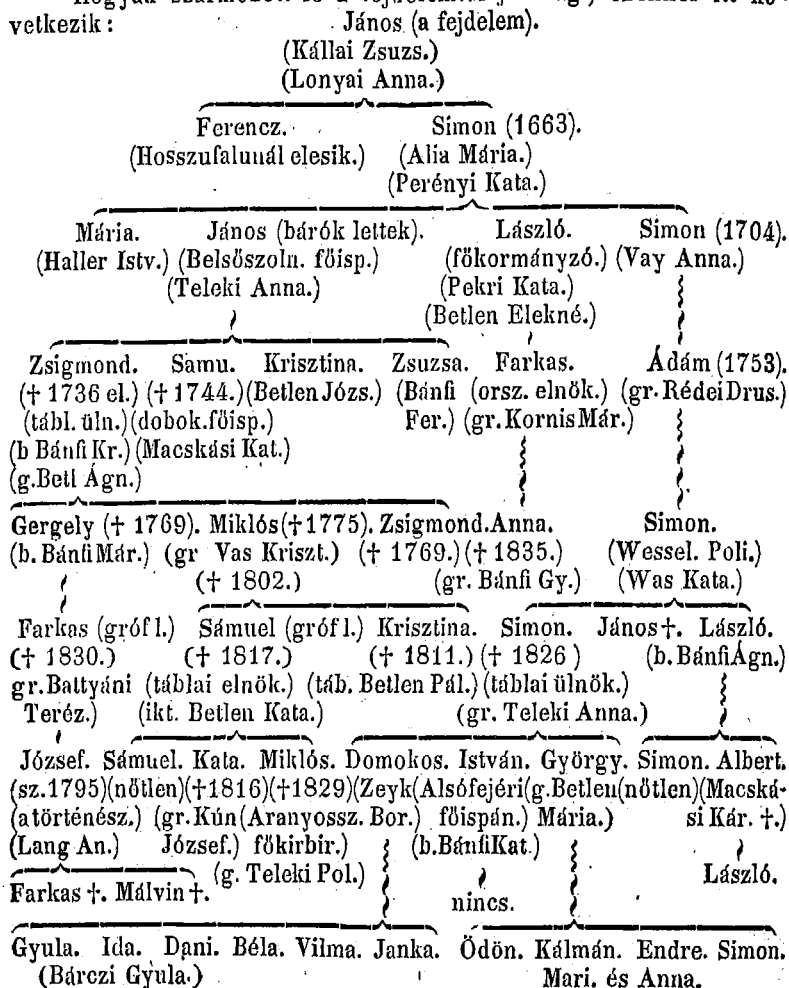 vetkezik: János (a fejdelem).
(Kállai Zsuzs.)
(Lonyai Anna.)
Ferencz. Simon (1663).
(Hosszufalunál elesik.) (Alia Mária.)
(Perényi Kata.)
Mária. János (bárók lettek). László. Simon (1704).
(Haller Istv.) (Belsőszoln. főisp.) (főkormányzó.) (Vay Anna.)
(Teleki Anna.) (Pekri Kata.)
(Betlen Elekné.)
Zsigmond. Samu. Krisztina. Zsuzsa. Farkas. Ádám (1753).
(† 1736 el.) († 1744.) (Betlen Józs.) (Bánfi (orsz. elnök.) (gr. Rédei Drus.)
(tábl. üln.) (dobok. főisp.) Fer.) (gr. Kornis Már.)
(b Bánfi Kr.) (Macskási Kat.)
(g. Betl Ágn.)
Gergely († 1769). Miklós († 1775). Zsigmond. Anna. Simon.
(b. Bánfi Már.) (gr Vas Kriszt.) († 1769.) († 1835.) (Wessel. Poli.)
(† 1802.) (gr. Bánfi Gy.) (Was Kata.)
Farkas (gróf l.) Sámuel (gróf l.) Krisztina. Simon. János †. László.
(† 1830.) († 1817.) († 1811.) († 1826 ) (b. Bánfi Ágn.)
gr. Battyáni (táblai elnök.) (táb. Betlen Pál.) (táblai ülnök.)
Teréz.) (ikt. Betlen Kata.) (gr. Teleki Anna.)
József. Sámuel. Kata. Miklós. Domokos. István. György. Simon. Albert.
(sz. 1795) (nőtlen) († 1816) († 1829) (Zeyk (Alsófejéri (g. Betlen (nőtlen) (Macská-
(a történész.) (gr. Kún (Aranyossz. Bor.) főispán.) Mária.) si Kár. †.)
(Lang An.) József.) főkirbir.) (b. Bánfi Kat.)
(g. Teleki Pol.) László.
Farkas †. Málvin †.
nincs.
Gyula. Ida. Dani. Béla. Vilma. Janka. Ödön. Kálmán. Endre. Simon.
(Bárczi Gyula.) Mari. és Anna.